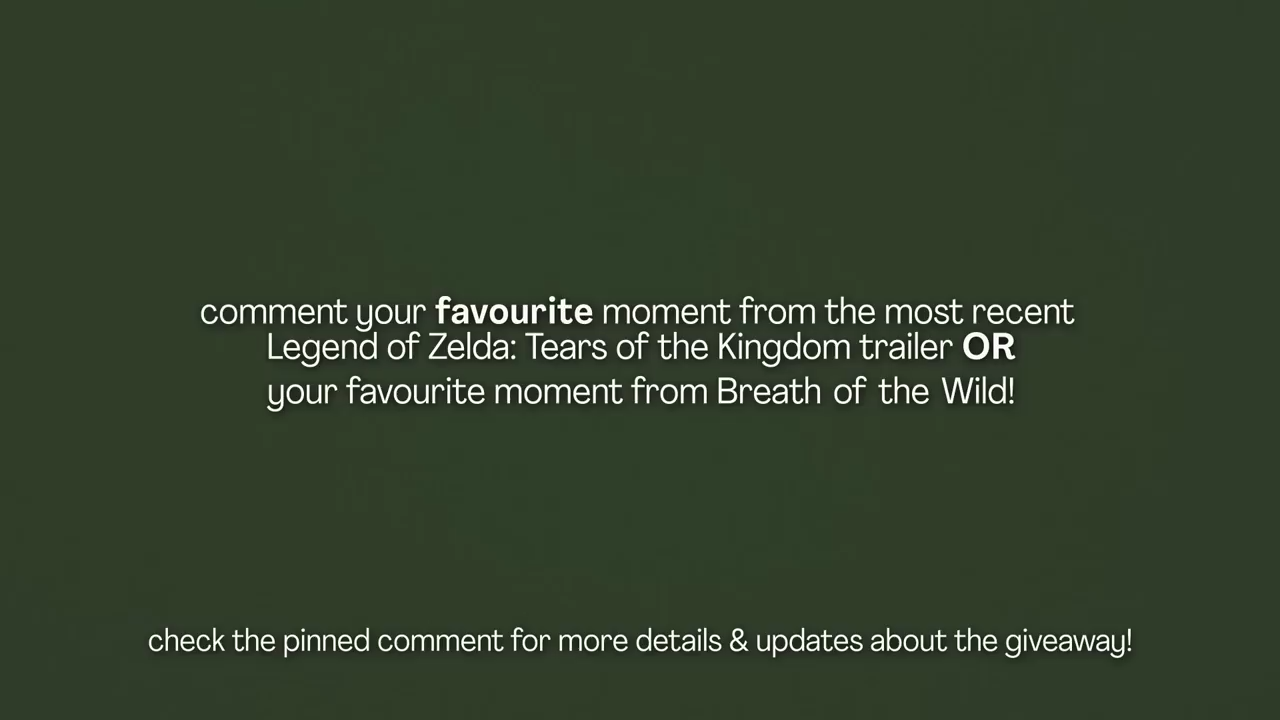 comment your favourite moment from the most recent
Legend of Zelda: Tears of the Kingdom trailer OR
your favourite moment from Breath of the Wild!
check the pinned comment for more details & updates about the giveaway!